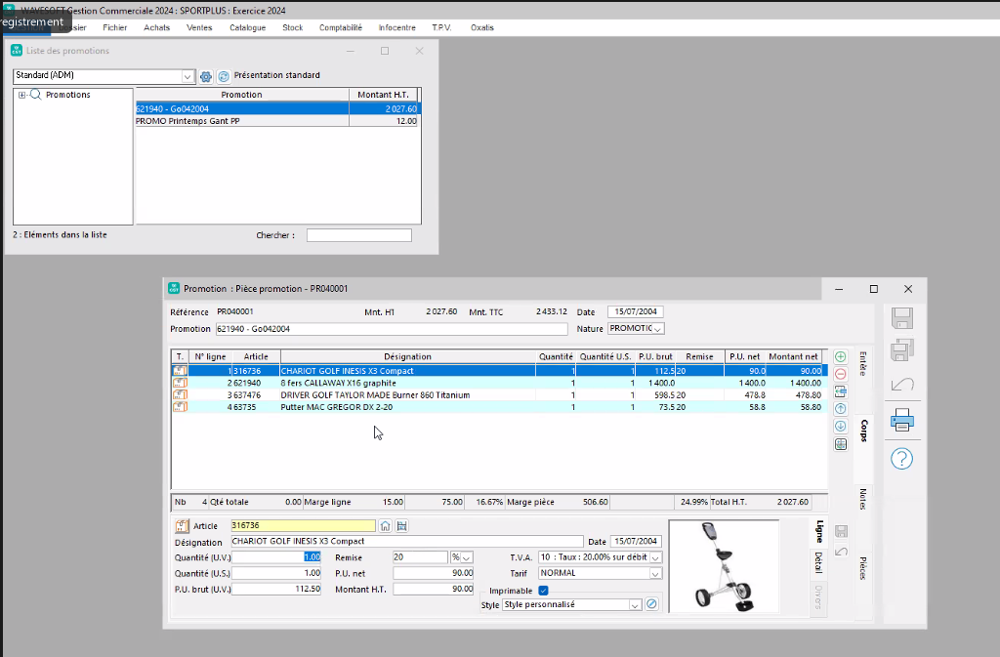 WAVESOFT Gestion Commerciale 2024 : SPORTPLUS : Exercice 2024
registrement
Dossier Fichier Achats Ventes Catalogue Stock Comptabilité Infocentre T.P.V. Oxatis
Liste des promotions
Standard (ADM) Présentation standard
Promotions
Promotion Montant H.T.
621940 - Go042004 2 027.60
PROMO Printemps Gant PP 12.00
2 : Eléments dans la liste Chercher :
Promotion : Pièce promotion - PR040001
Référence PR040001 Mnt. HT 2 027.60 Mnt. TTC 2 433.12 Date 15/07/2004
Promotion 621940 - Go042004 Nature PROMOTIC
T. N° ligne Article Désignation Quantité Quantité U.S. P.U. brut Remise P.U. net Montant net
1 316736 CHARIOT GOLF INESIS X3 Compact 1 1 112.5 20 90.0 90.00
2 621940 8 fers CALLAWAY X16 graphite 1 1 1 400.0 1 400.0 1 400.00
3 637476 DRIVER GOLF TAYLOR MADE Burner 860 Titanium 1 1 598.5 20 478.8 478.80
4 63735 Putter MAC GREGOR DX 2-20 1 1 73.5 20 58.8 58.80
Entête
Corps
Notes
Pièces
Nb 4 Qté totale 0.00 Marge ligne 15.00 75.00 16.67% Marge pièce 506.60 24.99% Total H.T. 2 027.60
Article 316736
Désignation CHARIOT GOLF INESIS X3 Compact Date 15/07/2004
Quantité (U.V.) 1.00 Remise 20 % T.V.A. 10 : Taux : 20.00% sur débit
Quantité (U.S.) 1.00 P.U. net 90.00 Tarif NORMAL
P.U. brut (U.V.) 112.50 Montant H.T. 90.00 Imprimable
Style Style personnalisé
Ligne
Détail
Divers